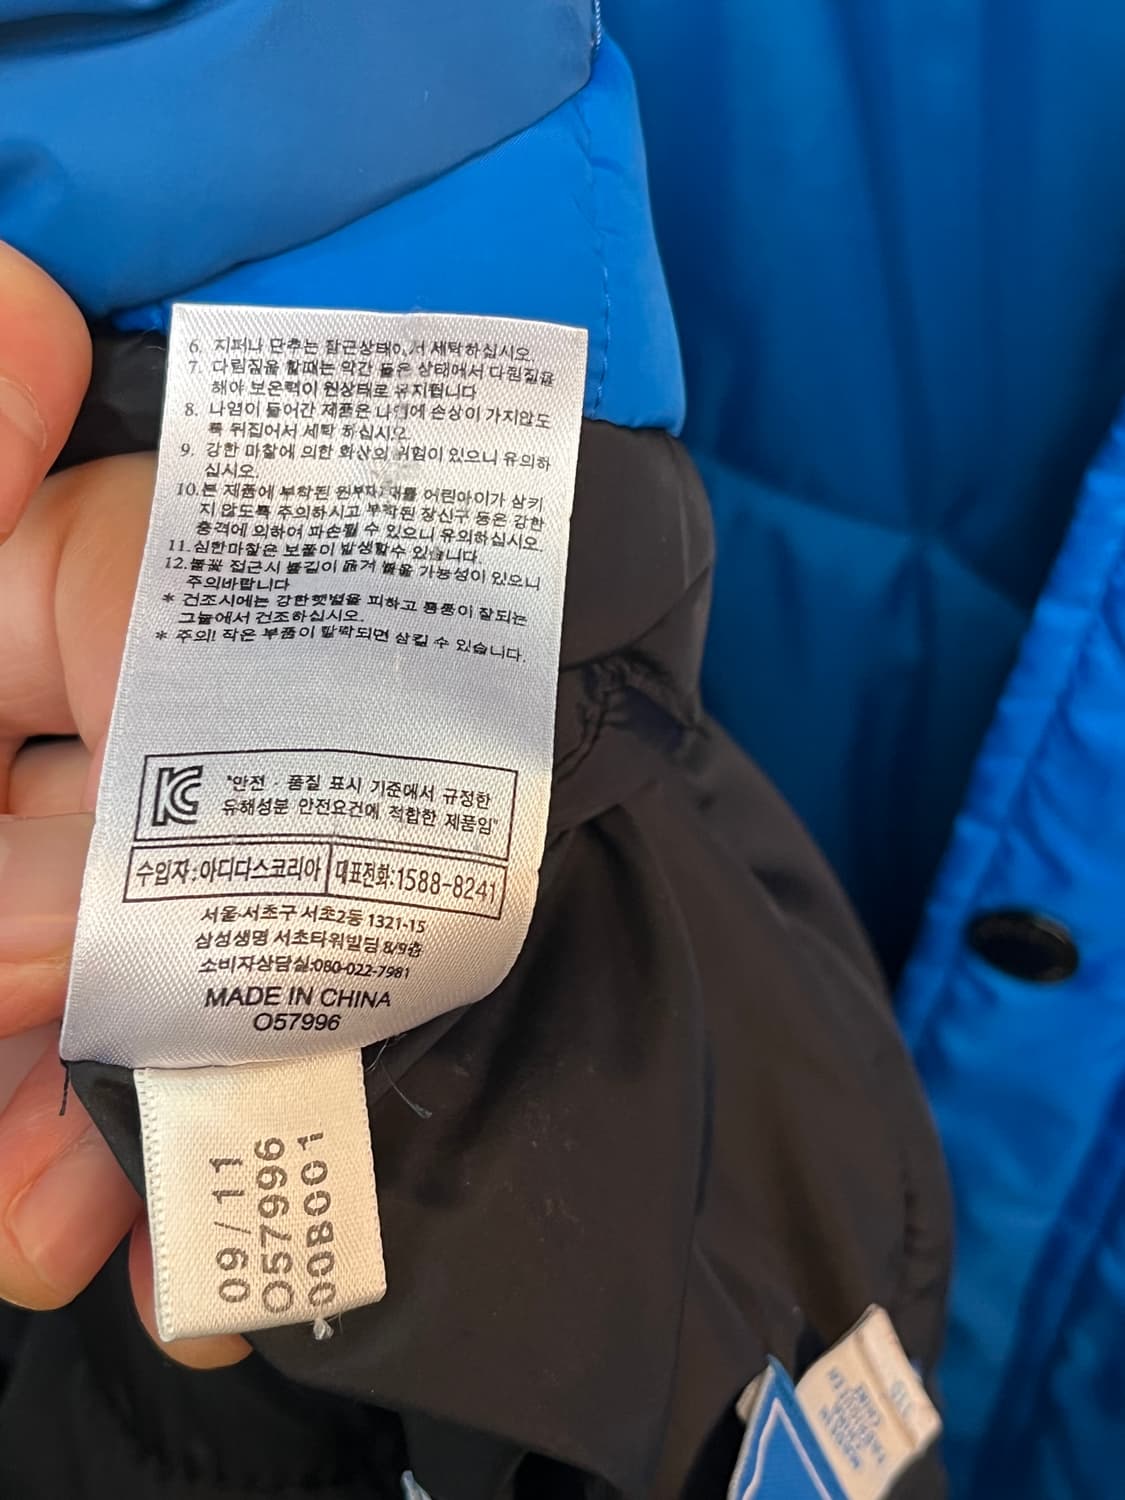 6. 지퍼나 단추는 잠근상태에서 세탁하십시오.
7. 다림질을 할때는 약간 들은 상태에서 다림질을
해야 보온력이 원상태로 유지됩니다
8. 나염이 들어간 제품은 나염에 손상이 가지않도
록 뒤집어서 세탁 하십시오.
9. 강한 마찰에 의한 화상의 위험이 있으니 유의하
십시오.
10.본 제품에 부착된 원부자재를 어린아이가 삼키
지 않도록 주의하시고 부착된 장신구 등은 강한
충격에 의하여 파손될 수 있으니 유의하십시오.
11.심한마찰은 보풀이 발생할수 있습니다.
12.불꽃 접근시 불길이 옮겨 붙을 가능성이 있으니
주의바랍니다
* 건조시에는 강한햇볕을 피하고 통풍이 잘되는
그늘에서 건조하십시오.
* 주의! 작은 부품이 탈락되면 삼킬 수 있습니다.
KC
"안전 · 품질 표시 기준에서 규정한
유해성분 안전요건에 적합한 제품임"
수입자:아디다스코리아 대표전화:1588-8241
서울.서초구 서초2동 1321-15
삼성생명 서초타워빌딩 8/9층
소비자상담실:080-022-7981
MADE IN CHINA
O57996
09/11
O57996
00B001